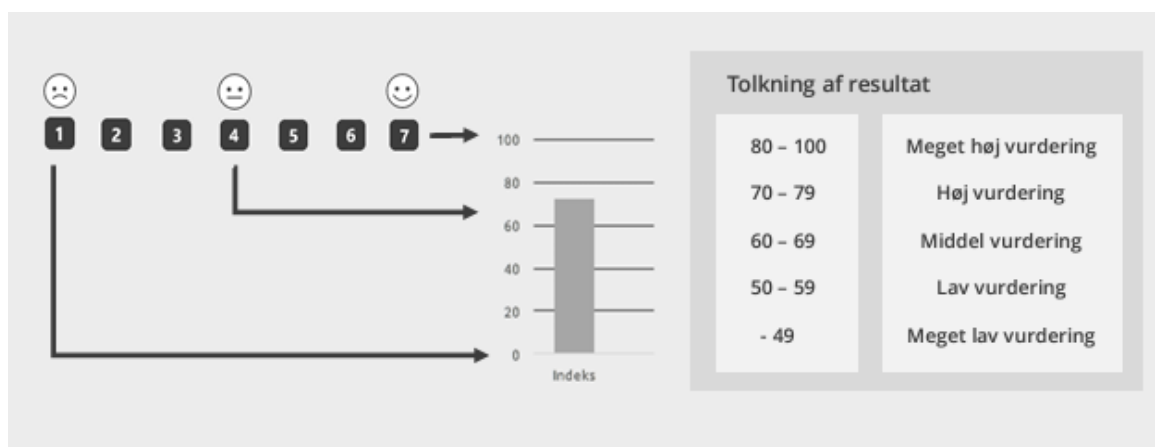 1 2 3 4 5 6 7
100
80
60
40
20
0
Indeks
Tolkning af resultat
80 – 100 Meget høj vurdering
70 – 79 Høj vurdering
60 – 69 Middel vurdering
50 – 59 Lav vurdering
- 49 Meget lav vurdering